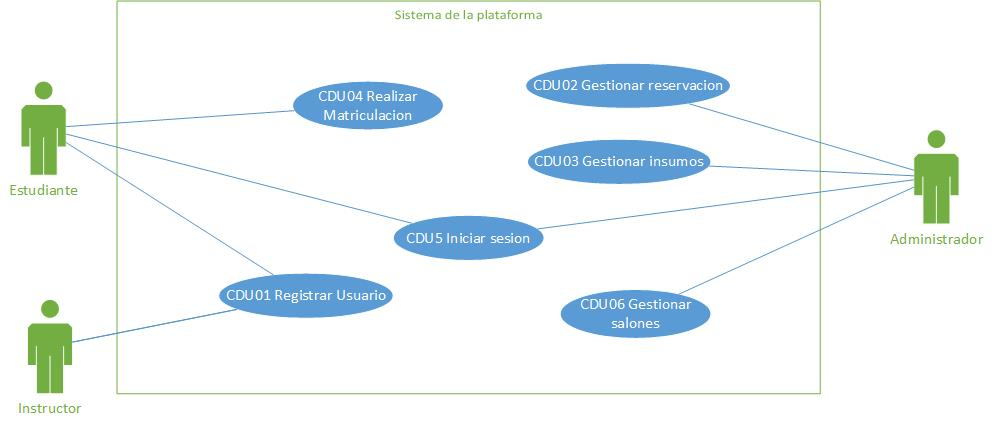 Sistema de la plataforma
CDU04 Realizar
Matriculacion
CDU02 Gestionar reservacion
CDU03 Gestionar insumos
Estudiante
CDU5 Iniciar sesion
Administrador
CDU01 Registrar Usuario
CDU06 Gestionar
salones
Instructor